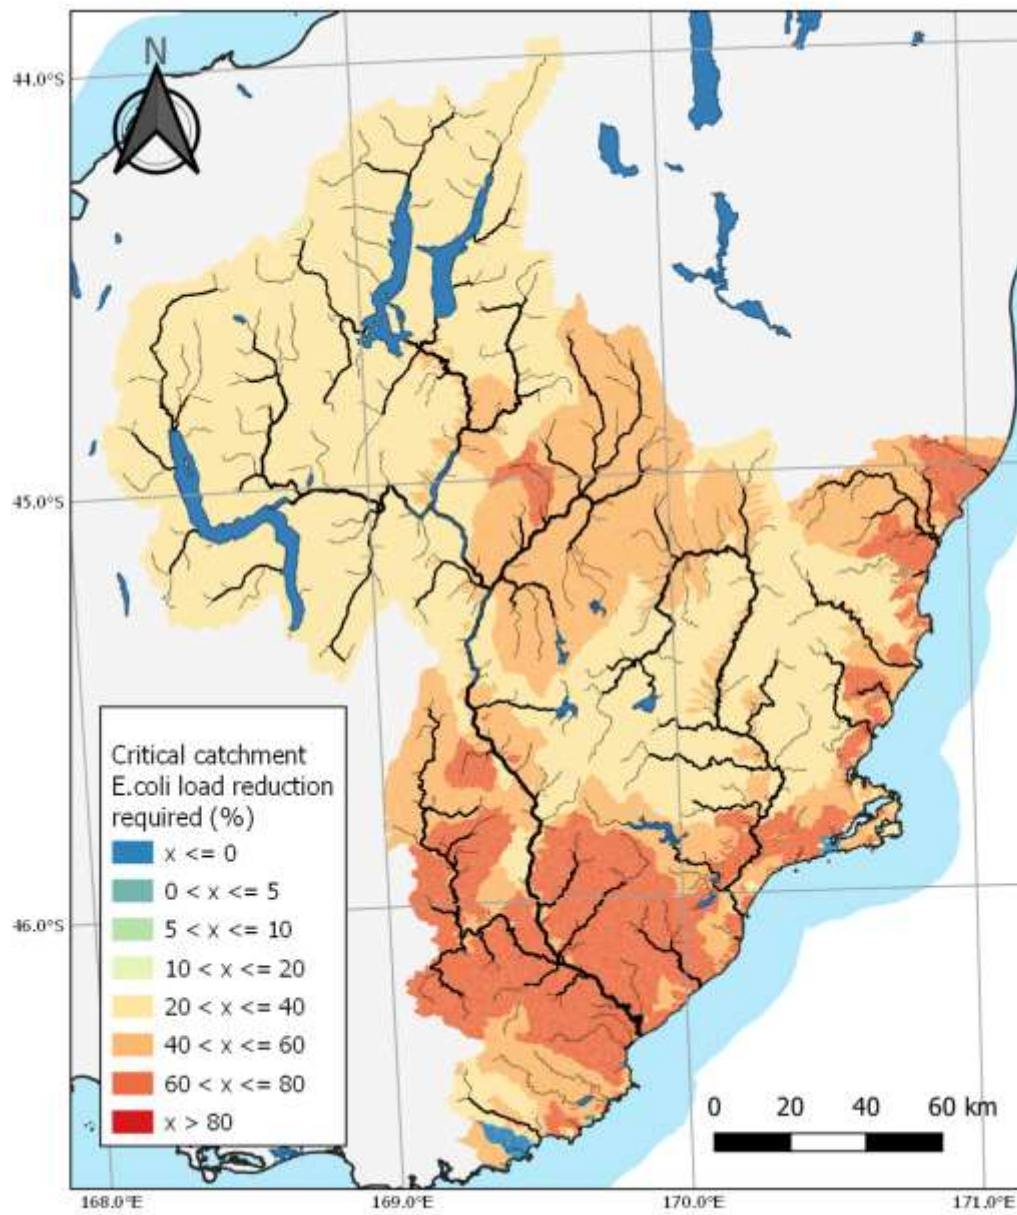 N
44.0°S
45.0°S
46.0°S
Critical catchment
E.coli load reduction
required (%)
x <= 0
0 < x <= 5
5 < x <= 10
10 < x <= 20
20 < x <= 40
40 < x <= 60
60 < x <= 80
x > 80
0 20 40 60 km
168.0°E 169.0°E 170.0°E 171.0°E